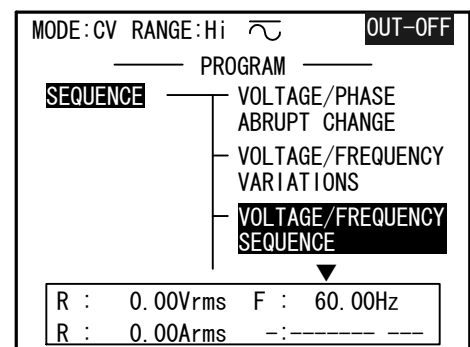 MODE:CV RANGE:Hi OUT-OFF
PROGRAM
SEQUENCE VOLTAGE/PHASE
ABRUPT CHANGE
VOLTAGE/FREQUENCY
VARIATIONS
VOLTAGE/FREQUENCY
SEQUENCE
R : 0.00Vrms F : 60.00Hz
R : 0.00Arms -:------- ---